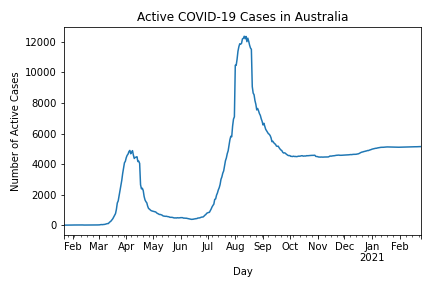 Active COVID-19 Cases in Australia
Number of Active Cases
12000
10000
8000
6000
4000
2000
0
Feb Mar Apr May Jun Jul Aug Sep Oct Nov Dec Jan Feb
2021
Day